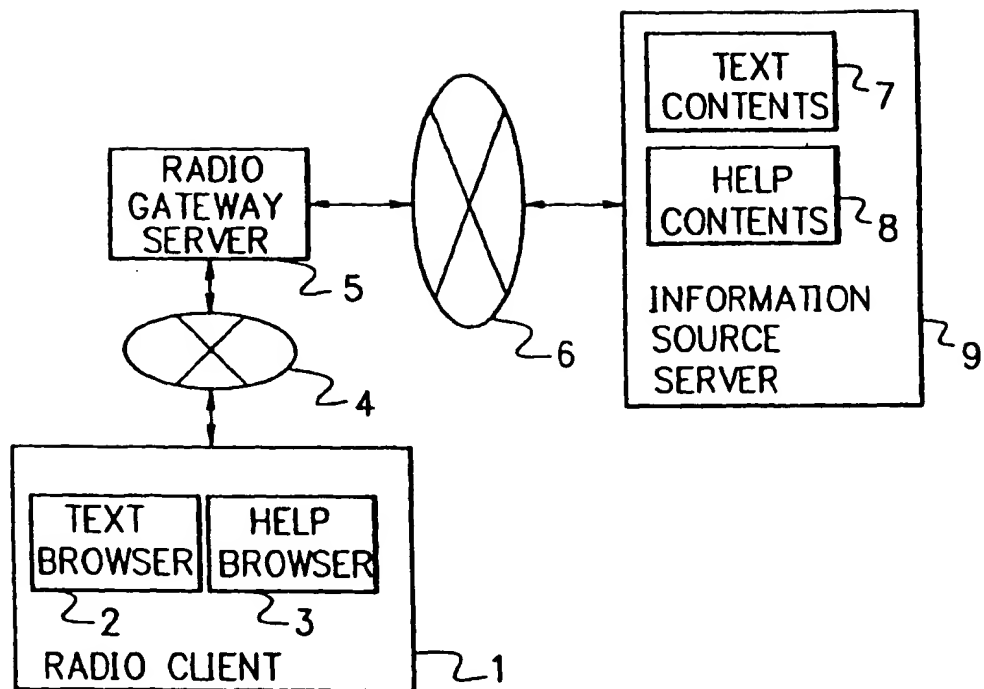 TEXT
CONTENTS
7
HELP
CONTENTS
8
INFORMATION
SOURCE
SERVER
9
RADIO
GATEWAY
SERVER
5
6
4
TEXT
BROWSER
2
HELP
BROWSER
3
RADIO CLIENT
1